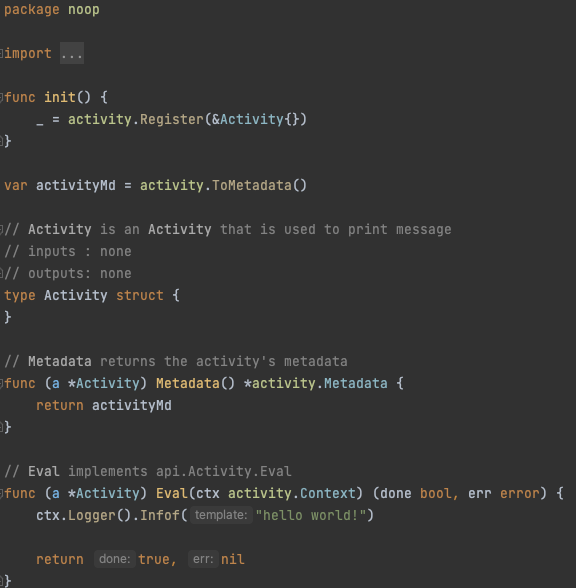 package noop
import ...
func init() {
    _ = activity.Register(&Activity{})
}
var activityMd = activity.ToMetadata()
// Activity is an Activity that is used to print message
// inputs : none
// outputs: none
type Activity struct {
}
// Metadata returns the activity's metadata
func (a *Activity) Metadata() *activity.Metadata {
    return activityMd
}
// Eval implements api.Activity.Eval
func (a *Activity) Eval(ctx activity.Context) (done bool, err error) {
    ctx.Logger().Infof( template: "hello world!")
    return done: true, err: nil
}